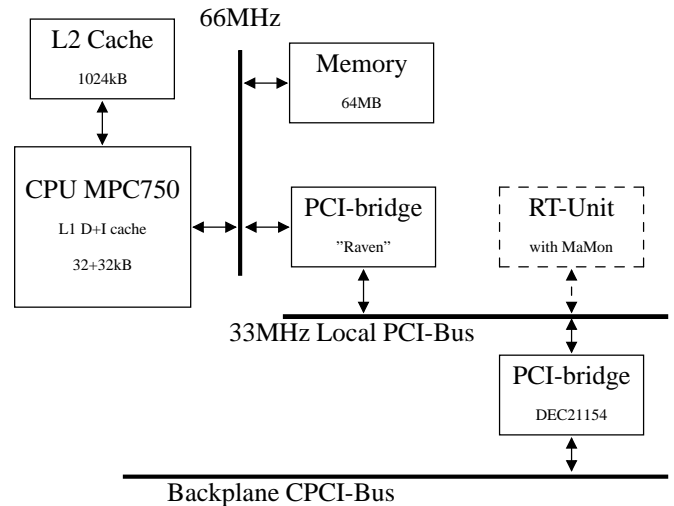 66MHz
L2 Cache
1024kB
Memory
64MB
CPU MPC750
L1 D+I cache
32+32kB
PCI-bridge
”Raven”
RT-Unit
with MaMon
33MHz Local PCI-Bus
PCI-bridge
DEC21154
Backplane CPCI-Bus